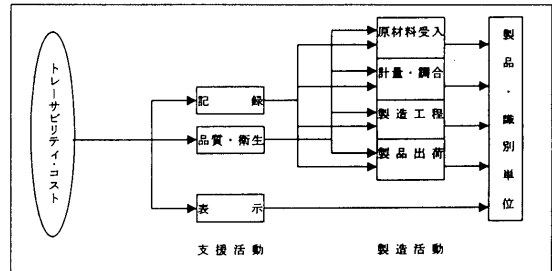 トレーサビリティ・コスト
記録
品質・衛生
表示
支援活動
原材料受入
計量・調合
製造工程
製品出荷
製造活動
製品・識別単位